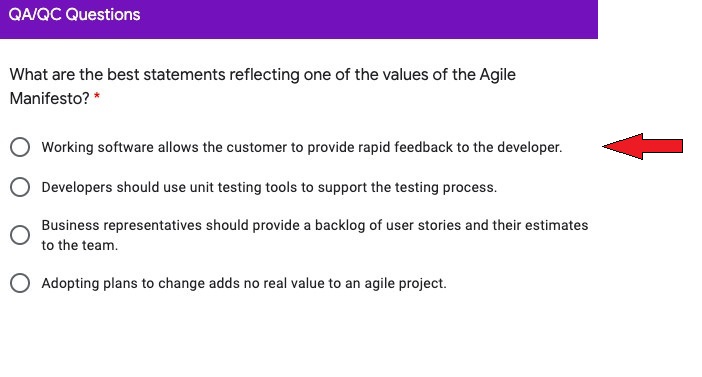 QA/QC Questions
What are the best statements reflecting one of the values of the Agile
Manifesto? *
Working software allows the customer to provide rapid feedback to the developer.
Developers should use unit testing tools to support the testing process.
Business representatives should provide a backlog of user stories and their estimates
to the team.
Adopting plans to change adds no real value to an agile project.